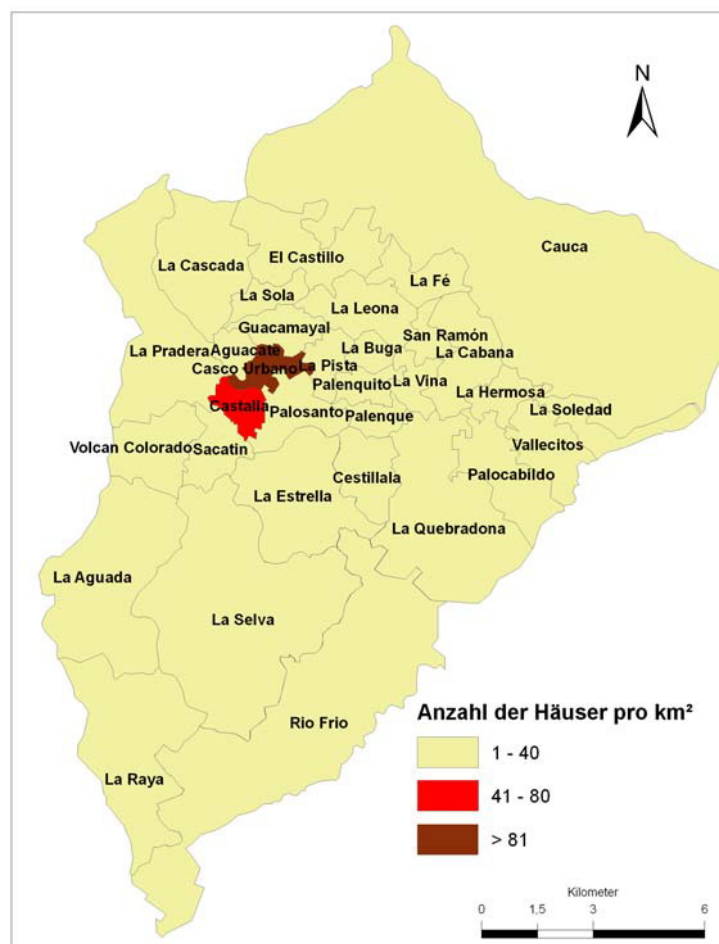 N
Cauca
El Castillo
La Cascada
La Fé
La Sola
La Leona
Guacamayal
San Ramón
La Pradera
Aguacate
La Buga
La Cabana
Casco Urbano
La Pista
Palenquito
La Vina
La Hermosa
Castalia
Palosanto
Palenque
La Soledad
Volcan Colorado
Sacatin
Vallecitos
Cestillala
Palocabildo
La Estrella
La Quebradona
La Aguada
La Selva
Rio Frio
La Raya
Anzahl der Häuser pro km²
1 - 40
41 - 80
> 81
Kilometer
0 1,5 3 6